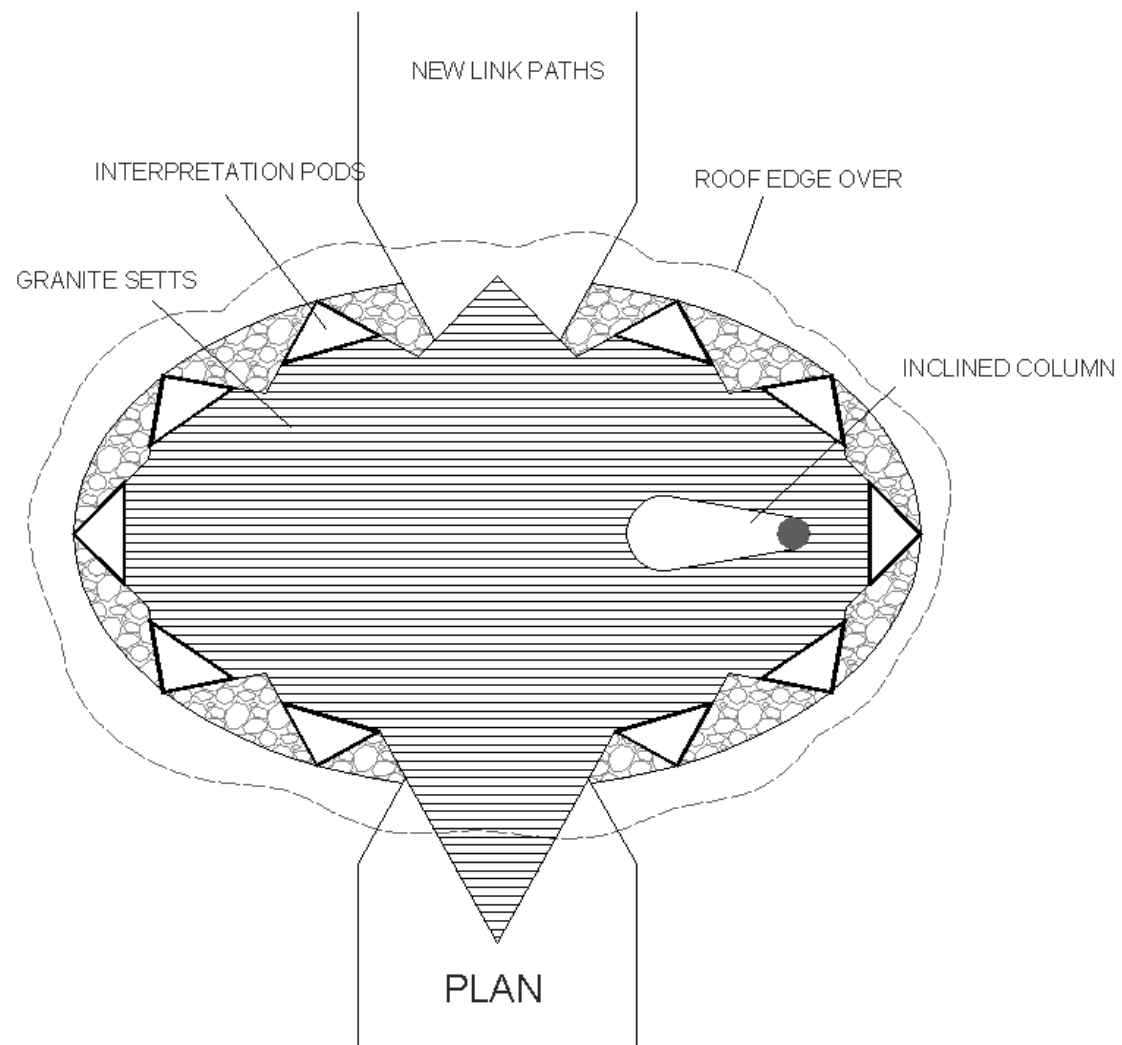 NEW LINK PATHS
INTERPRETATION PODS
ROOF EDGE OVER
GRANITE SETTS
INCLINED COLUMN
PLAN